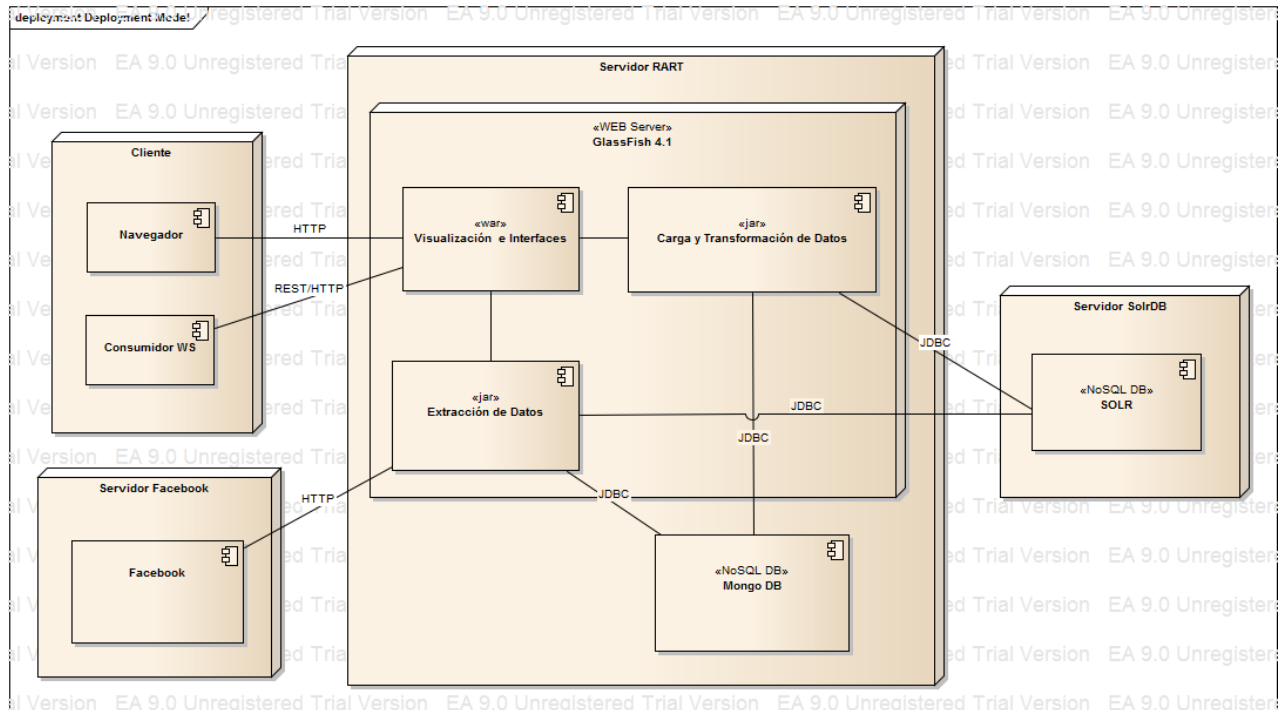 deployment Deployment Model
EA 9.0 Unregistered Trial Version
Servidor RART
«WEB Server»
GlassFish 4.1
Cliente
Navegador
HTTP
«war»
Visualización e Interfaces
«jar»
Carga y Transformación de Datos
REST/HTTP
Consumidor WS
Servidor SolrDB
JDBC
«NoSQL DB»
SOLR
«jar»
Extracción de Datos
JDBC
JDBC
Servidor Facebook
HTTP
JDBC
Facebook
«NoSQL DB»
Mongo DB